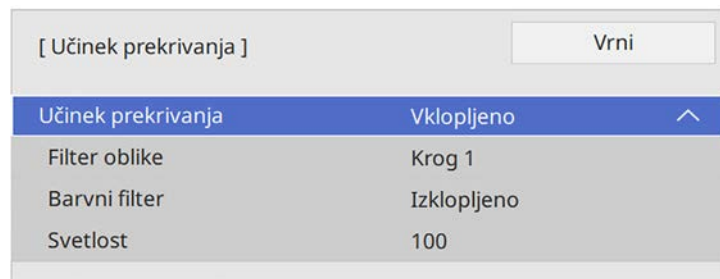 [ Učinek prekrivanja ] Vrni
Učinek prekrivanja Vklopljeno
Filter oblike Krog 1
Barvni filter Izklopljeno
Svetlost 100